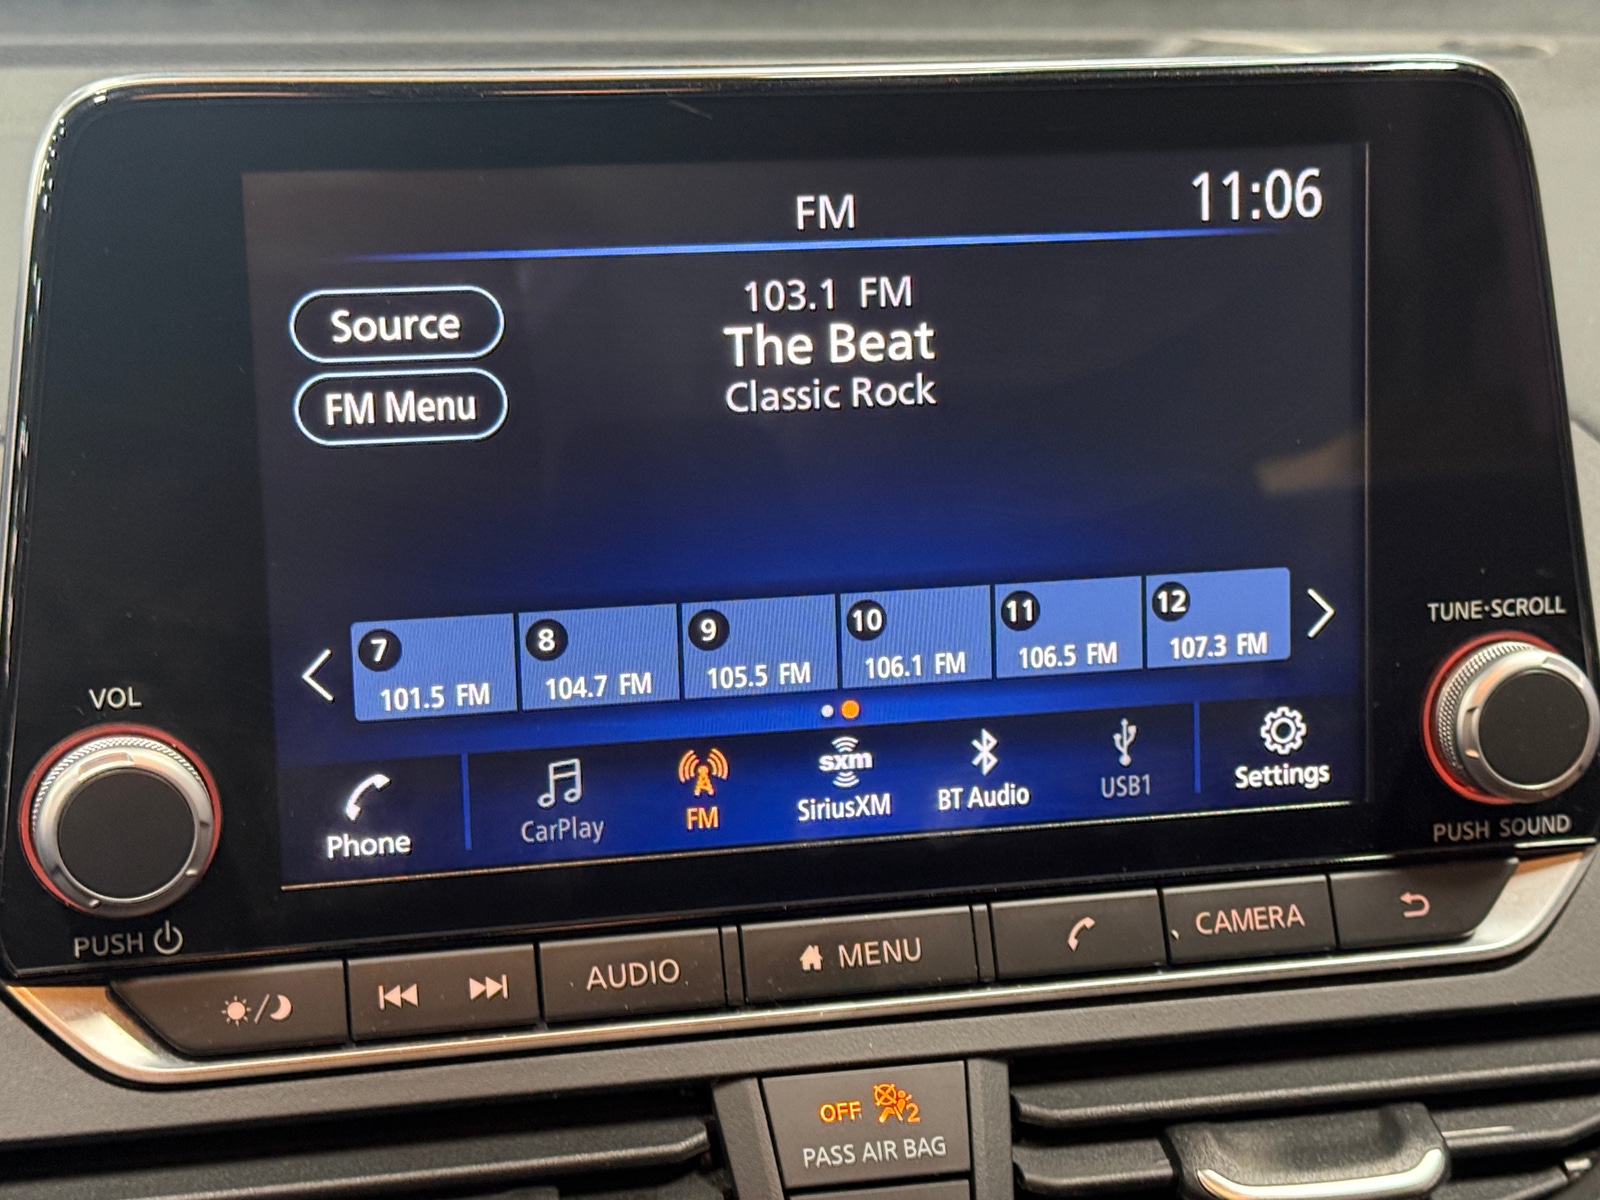 FM
11:06
Source
FM Menu
103.1 FM
The Beat
Classic Rock
7
101.5 FM
8
104.7 FM
9
105.5 FM
10
106.1 FM
11
106.5 FM
12
107.3 FM
Phone
CarPlay
FM
sxm
SiriusXM
BT Audio
USB1
Settings
VOL
PUSH
TUNE·SCROLL
PUSH SOUND
AUDIO
MENU
CAMERA
OFF 2
PASS AIR BAG